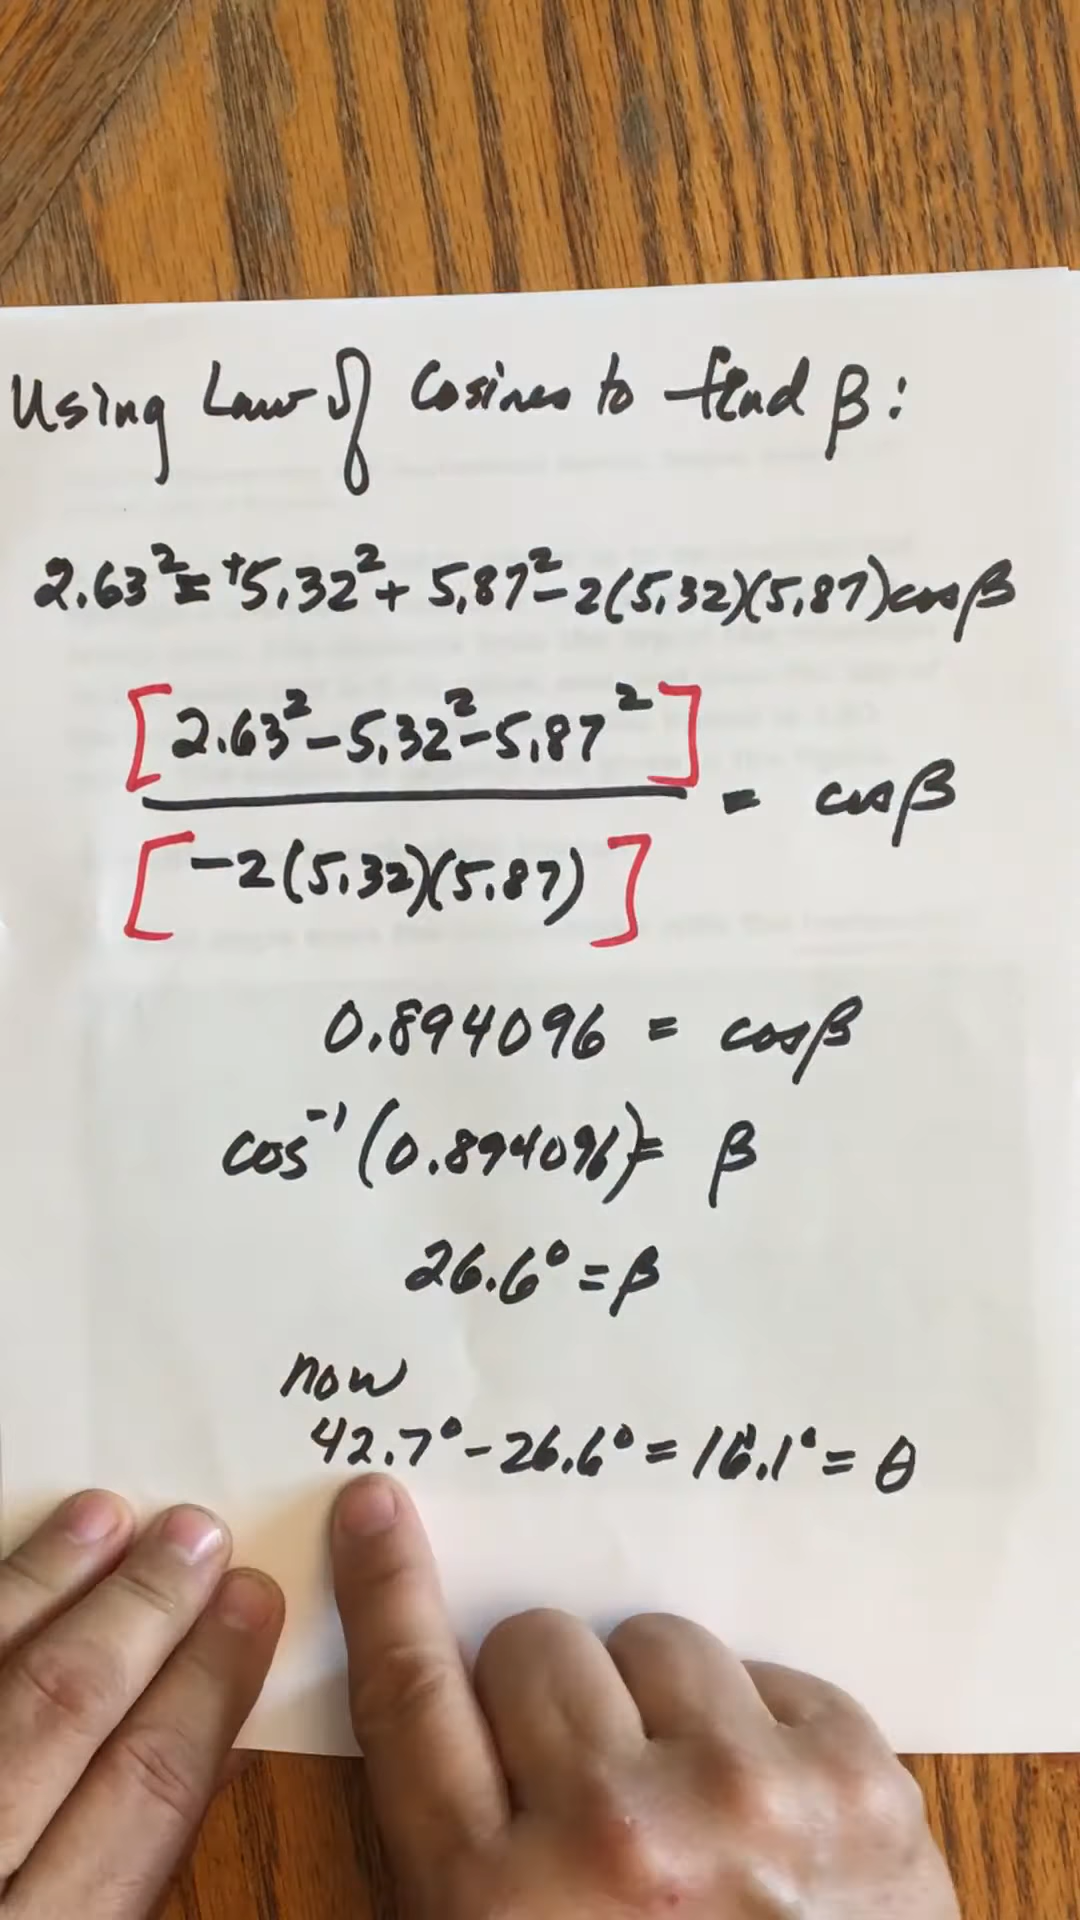 Using Law of Cosines to find β:
2.63² = +5.32² + 5.87² - 2(5.32)(5.87)cosβ
[2.63² - 5.32² - 5.87²]
= cosβ
[-2(5.32)(5.87)]
0.894096 = cosβ
cos⁻¹(0.894096) = β
26.6° = β
now
42.7° - 26.6° = 16.1° = θ